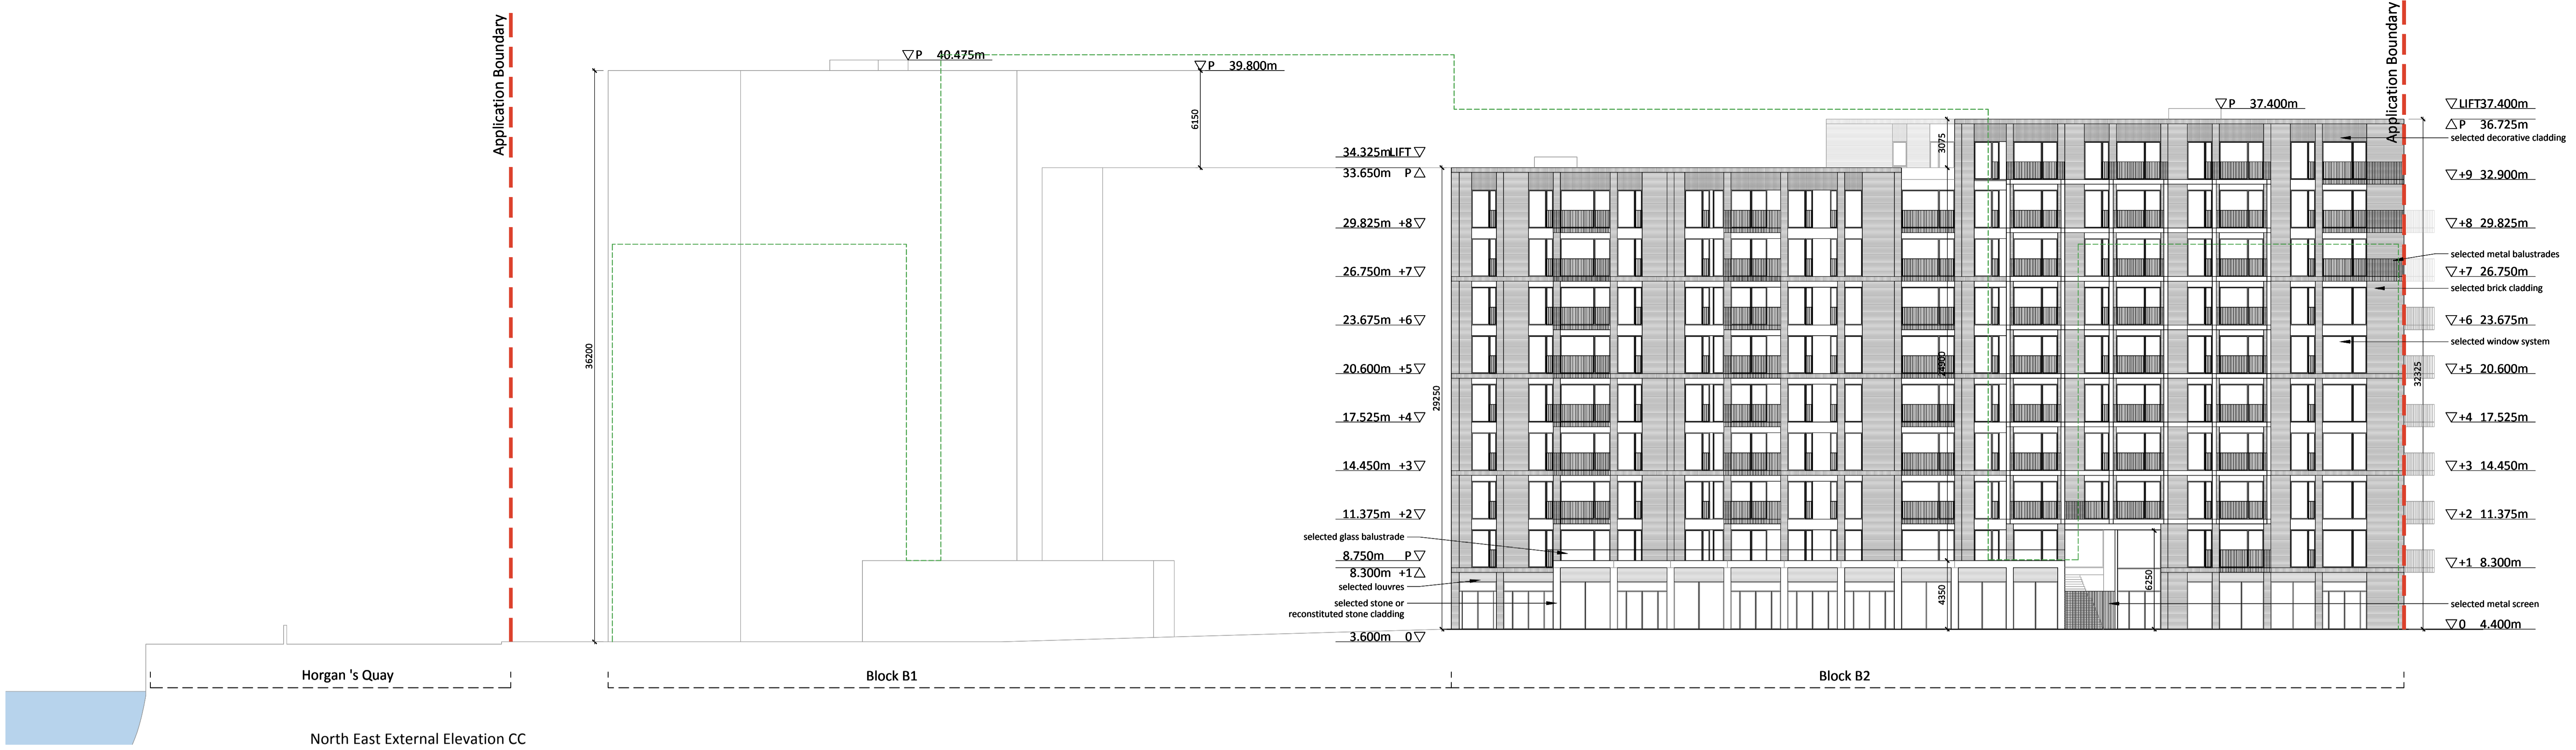 Application Boundary
P 40.475m
P 39.800m
6150
36200
34.325mLIFT
33.650m P
29.825m +8
26.750m +7
23.675m +6
20.600m +5
17.525m +4
14.450m +3
11.375m +2
selected glass balustrade
8.750m P
8.300m +1
selected louvres
selected stone or
reconstituted stone cladding
3.600m 0
29250
3075
24900
4350
6250
P 37.400m
Application Boundary
LIFT37.400m
P 36.725m
selected decorative cladding
+9 32.900m
+8 29.825m
selected metal balustrades
+7 26.750m
selected brick cladding
+6 23.675m
selected window system
+5 20.600m
32325
+4 17.525m
+3 14.450m
+2 11.375m
+1 8.300m
selected metal screen
0 4.400m
Horgan 's Quay
Block B1
Block B2
North East External Elevation CC